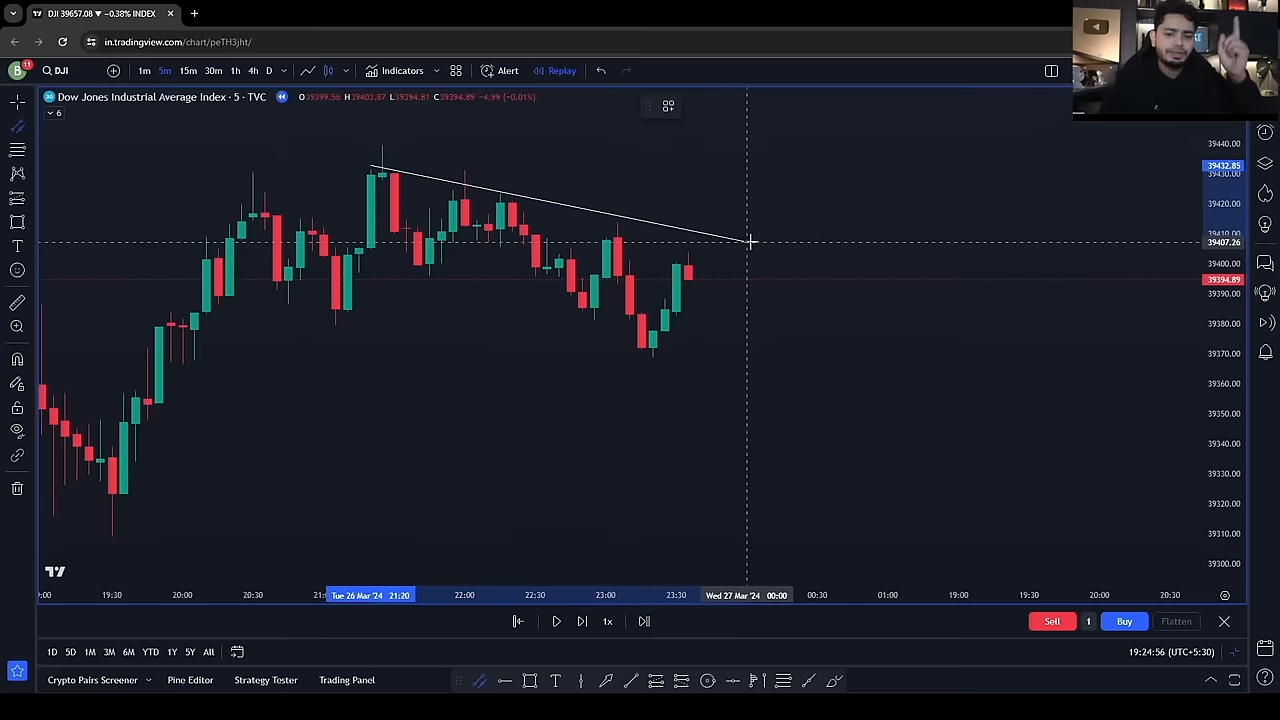 DJI 39657.08 ▼ −0.38% INDEX
in.tradingview.com/chart/peTH3jht/
B 11 DJI 1m 5m 15m 30m 1h 4h D Indicators Alert Replay
Dow Jones Industrial Average Index · 5 · TVC O39399.56 H39403.87 L39394.81 C39394.89 −4.99 (−0.01%)
6
39440.00
39432.85
39430.00
39420.00
39410.00
39407.26
39400.00
39394.89
39390.00
39380.00
39370.00
39360.00
39350.00
39340.00
39330.00
39320.00
39310.00
39300.00
:00 19:30 20:00 20:30 21: Tue 26 Mar '24 21:20 22:00 22:30 23:00 23:30 Wed 27 Mar '24 00:00 00:30 01:00 19:00 19:30 20:00 20:30
1x Sell 1 Buy Flatten
1D 5D 1M 3M 6M YTD 1Y 5Y All 19:24:56 (UTC+5:30)
Crypto Pairs Screener Pine Editor Strategy Tester Trading Panel